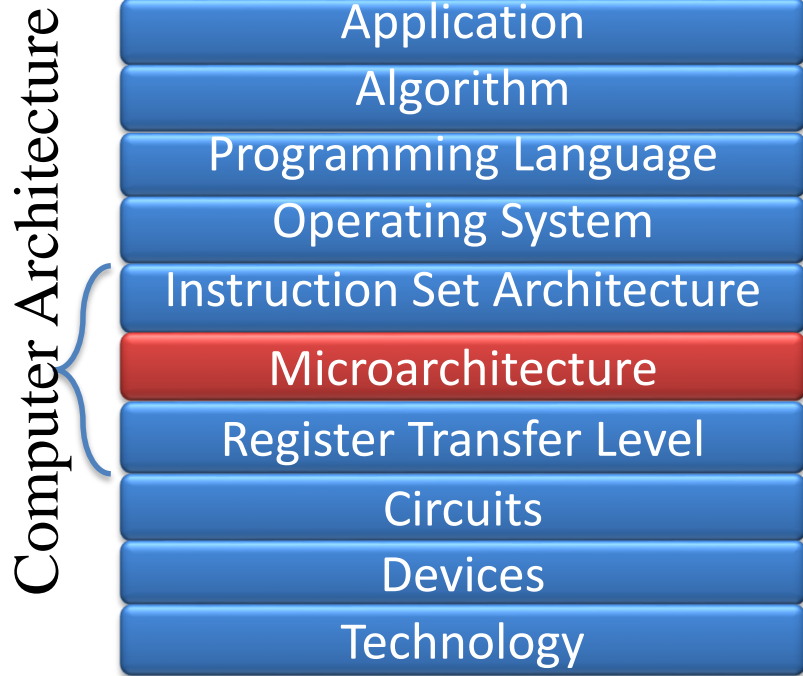 Computer Architecture
Application
Algorithm
Programming Language
Operating System
Instruction Set Architecture
Microarchitecture
Register Transfer Level
Circuits
Devices
Technology